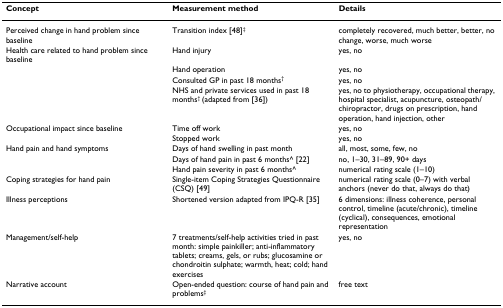 Concept Measurement method Details
Perceived change in hand problem since Transition index [48]‡ completely recovered, much better, better, no
baseline change, worse, much worse
Health care related to hand problem since Hand injury yes, no
baseline
Hand operation yes, no
Consulted GP in past 18 months† yes, no
NHS and private services used in past 18 yes, no to physiotherapy, occupational therapy,
months† (adapted from [36]) hospital specialist, acupuncture, osteopath/
chiropractor, drugs on prescription, hand
operation, hand injection, other
Occupational impact since baseline Time off work yes, no
Stopped work yes, no
Hand pain and hand symptoms Days of hand swelling in past month all, most, some, few, no
Days of hand pain in past 6 months^ [22] no, 1–30, 31–89, 90+ days
Hand pain severity in past 6 months^ numerical rating scale (1–10)
Coping strategies for hand pain Single-item Coping Strategies Questionnaire numerical rating scale (0–7) with verbal
(CSQ) [49] anchors (never do that, always do that)
Illness perceptions Shortened version adapted from IPQ-R [35] 6 dimensions: illness coherence, personal
control, timeline (acute/chronic), timeline
(cyclical), consequences, emotional
representation
Management/self-help 7 treatments/self-help activities tried in past yes, no
month: simple painkiller; anti-inflammatory
tablets; creams, gels, or rubs; glucosamine or
chondroitin sulphate; warmth, heat; cold; hand
exercises
Narrative account Open-ended question: course of hand pain and free text
problems‡